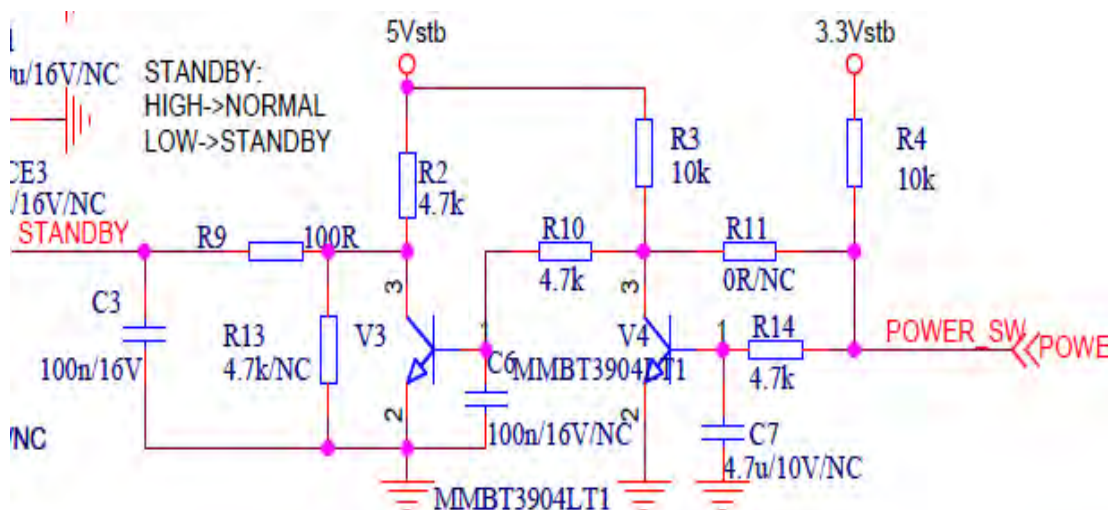 5Vstb
3.3Vstb
u/16V/NC
STANDBY:
HIGH->NORMAL
LOW->STANDBY
R3
10k
R4
10k
R2
4.7k
CE3
/16V/NC
STANDBY
R9
100R
R10
4.7k
R11
0R/NC
3
3
C3
100n/16V
R13
4.7k/NC
V3
1
V4
1
R14
4.7k
POWER_SW
POWE
C6
MMBT3904LT1
2
2
100n/16V/NC
C7
4.7u/10V/NC
/NC
MMBT3904LT1